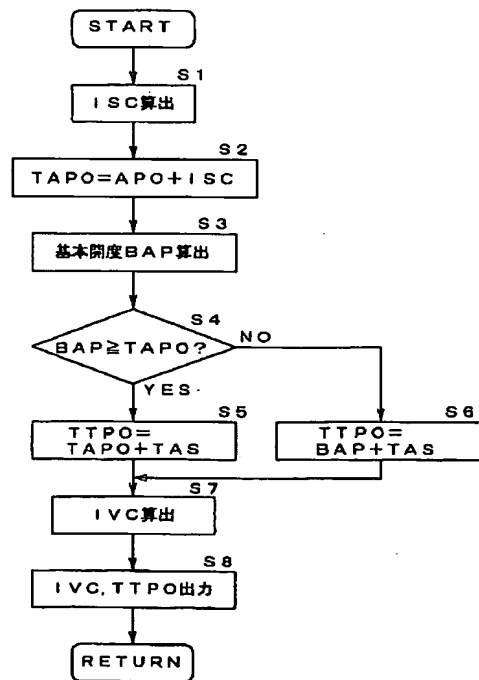 START
S1
ISC算出
S2
TAPO=APO+ISC
S3
基本開度BAP算出
S4
BAP≧TAPO?
NO
YES
S5
TTPO=
TAPO+TAS
S6
TTPO=
BAP+TAS
S7
IVC算出
S8
IVC,TTPO出力
RETURN